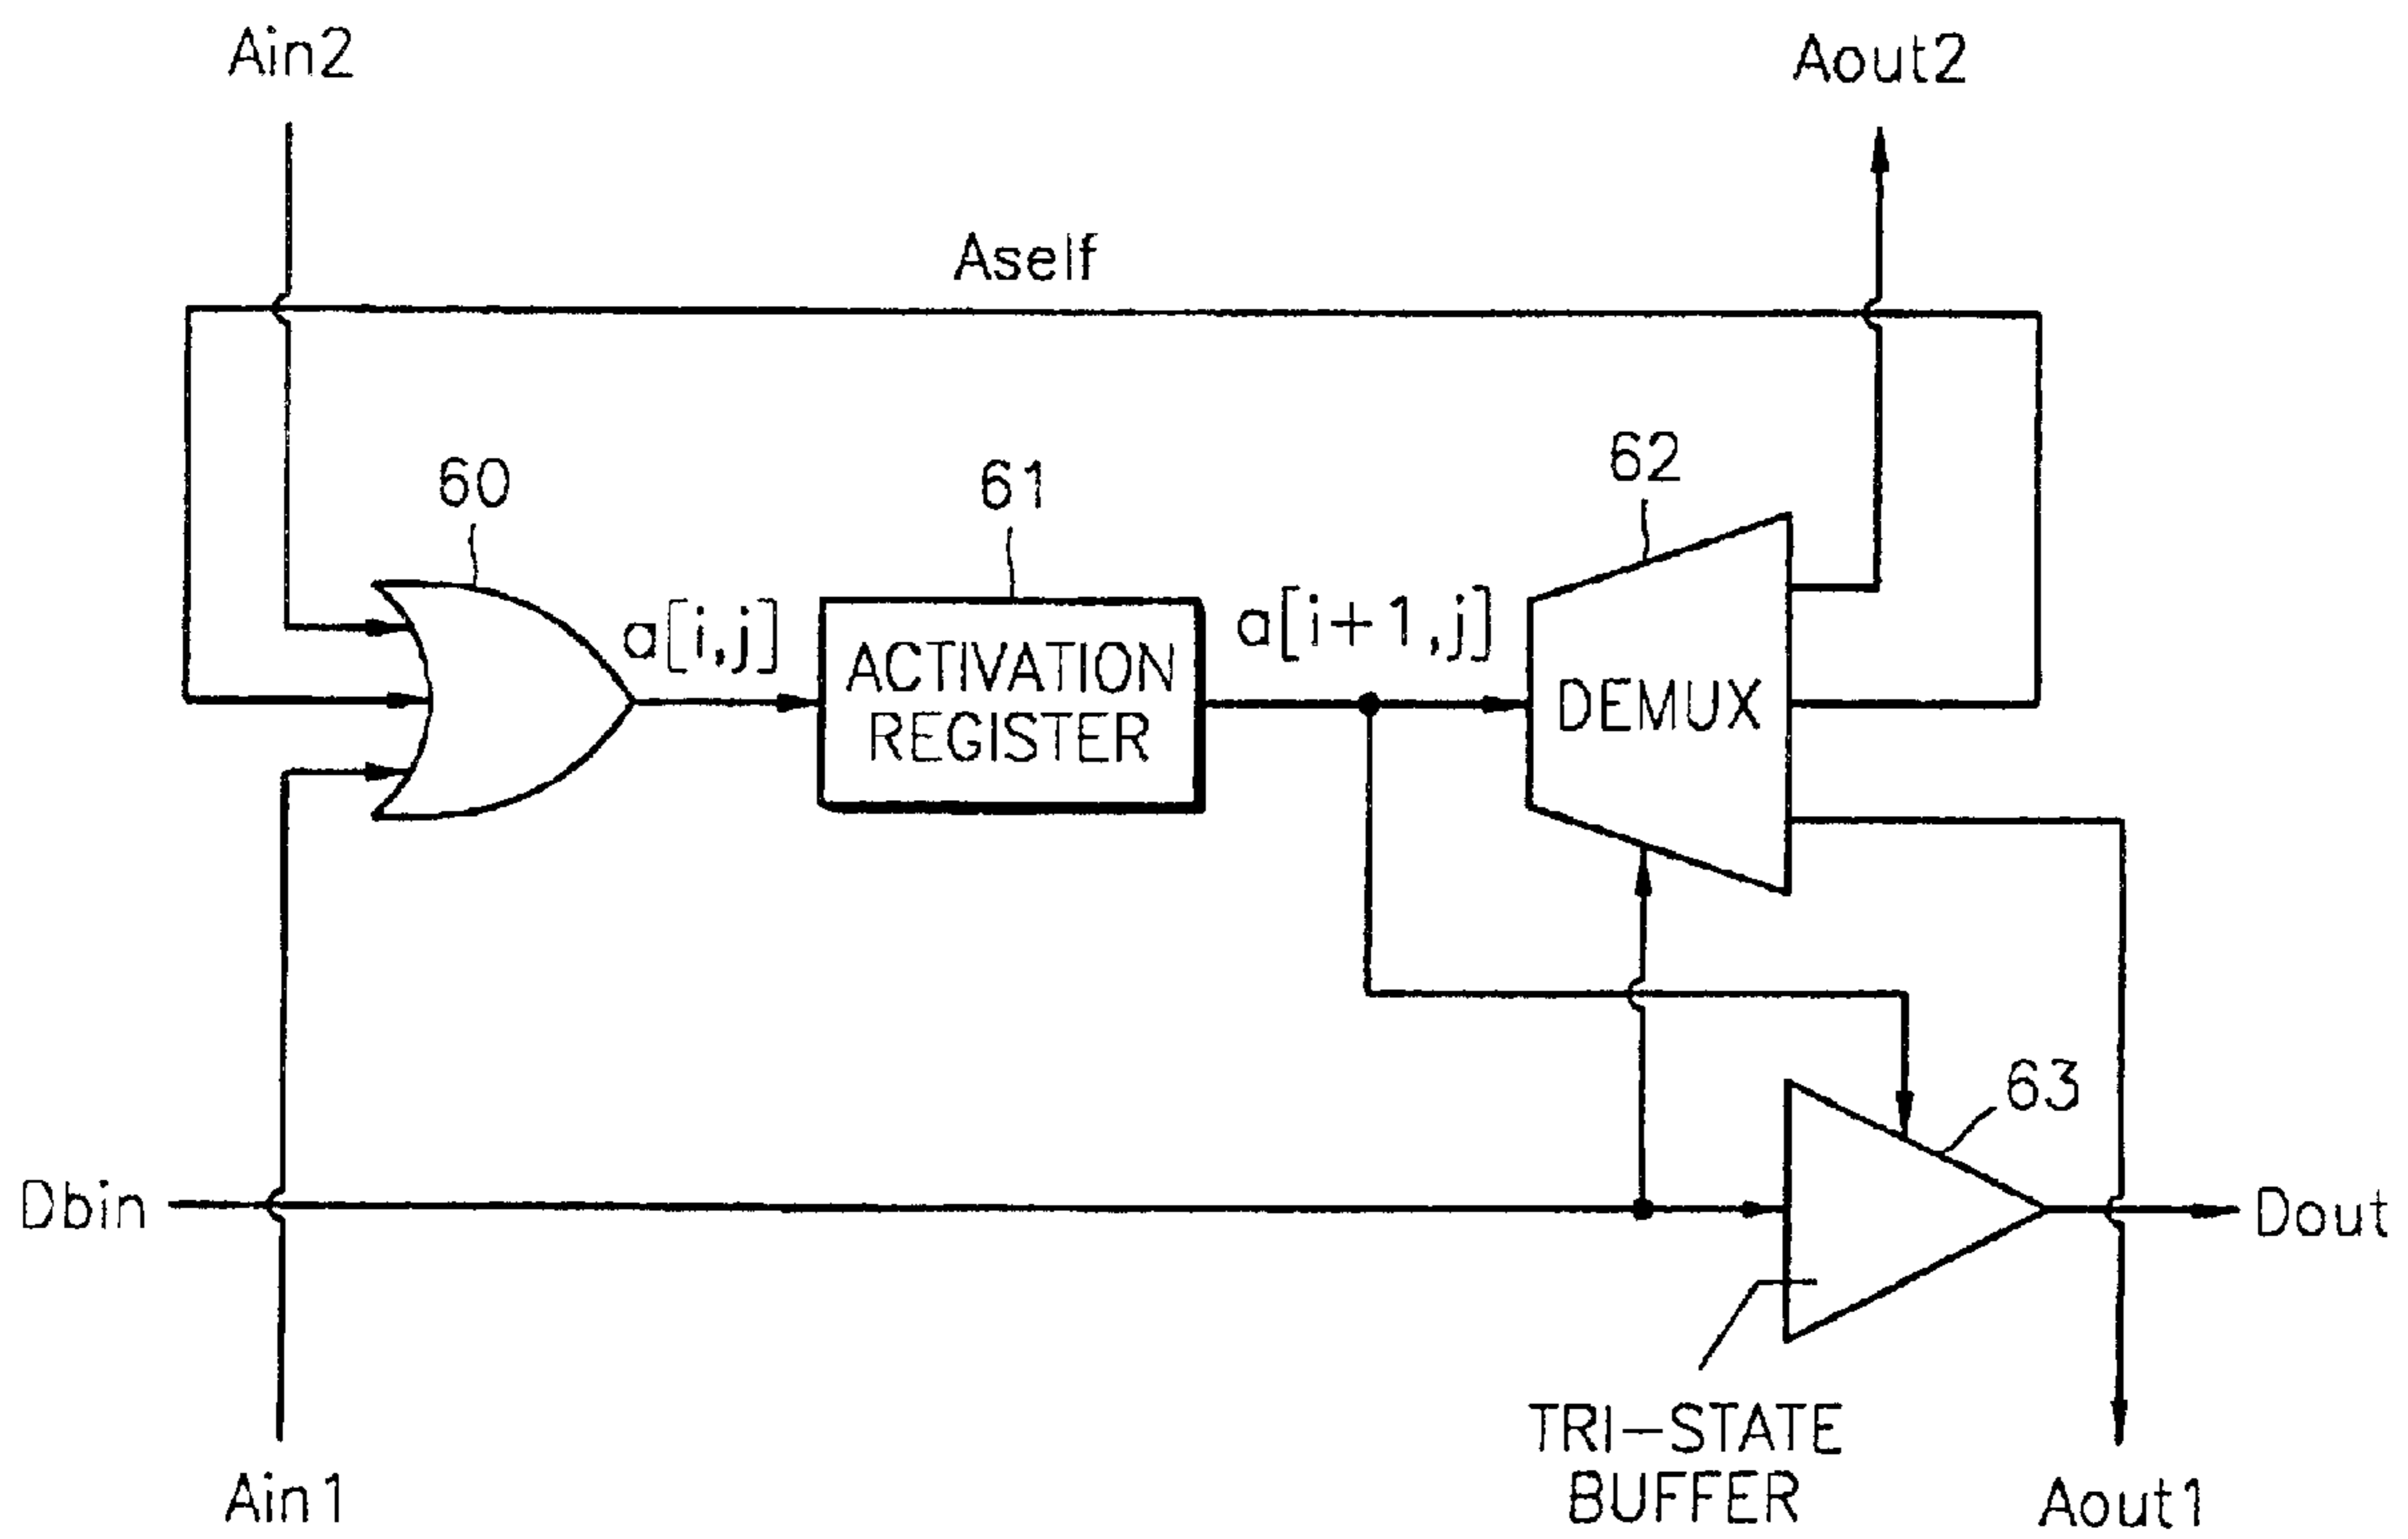 Ain2
Aout2
Aself
60
61
62
a[i,j]
ACTIVATION
REGISTER
a[i+1,j]
DEMUX
63
Dbin
Dout
TRI-STATE
BUFFER
Ain1
Aout1